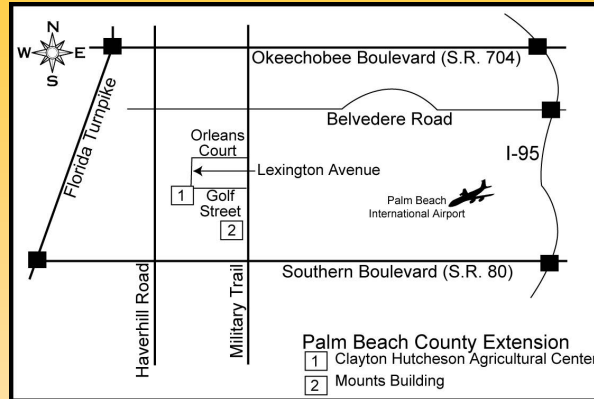 N
W E
S
Okeechobee Boulevard (S.R. 704)
Florida Turnpike
Belvedere Road
Orleans
Court
I-95
Lexington Avenue
1
Golf
Street
Palm Beach
International Airport
2
Southern Boulevard (S.R. 80)
Haverhill Road
Military Trail
Palm Beach County Extension
1 Clayton Hutcheson Agricultural Center
2 Mounts Building